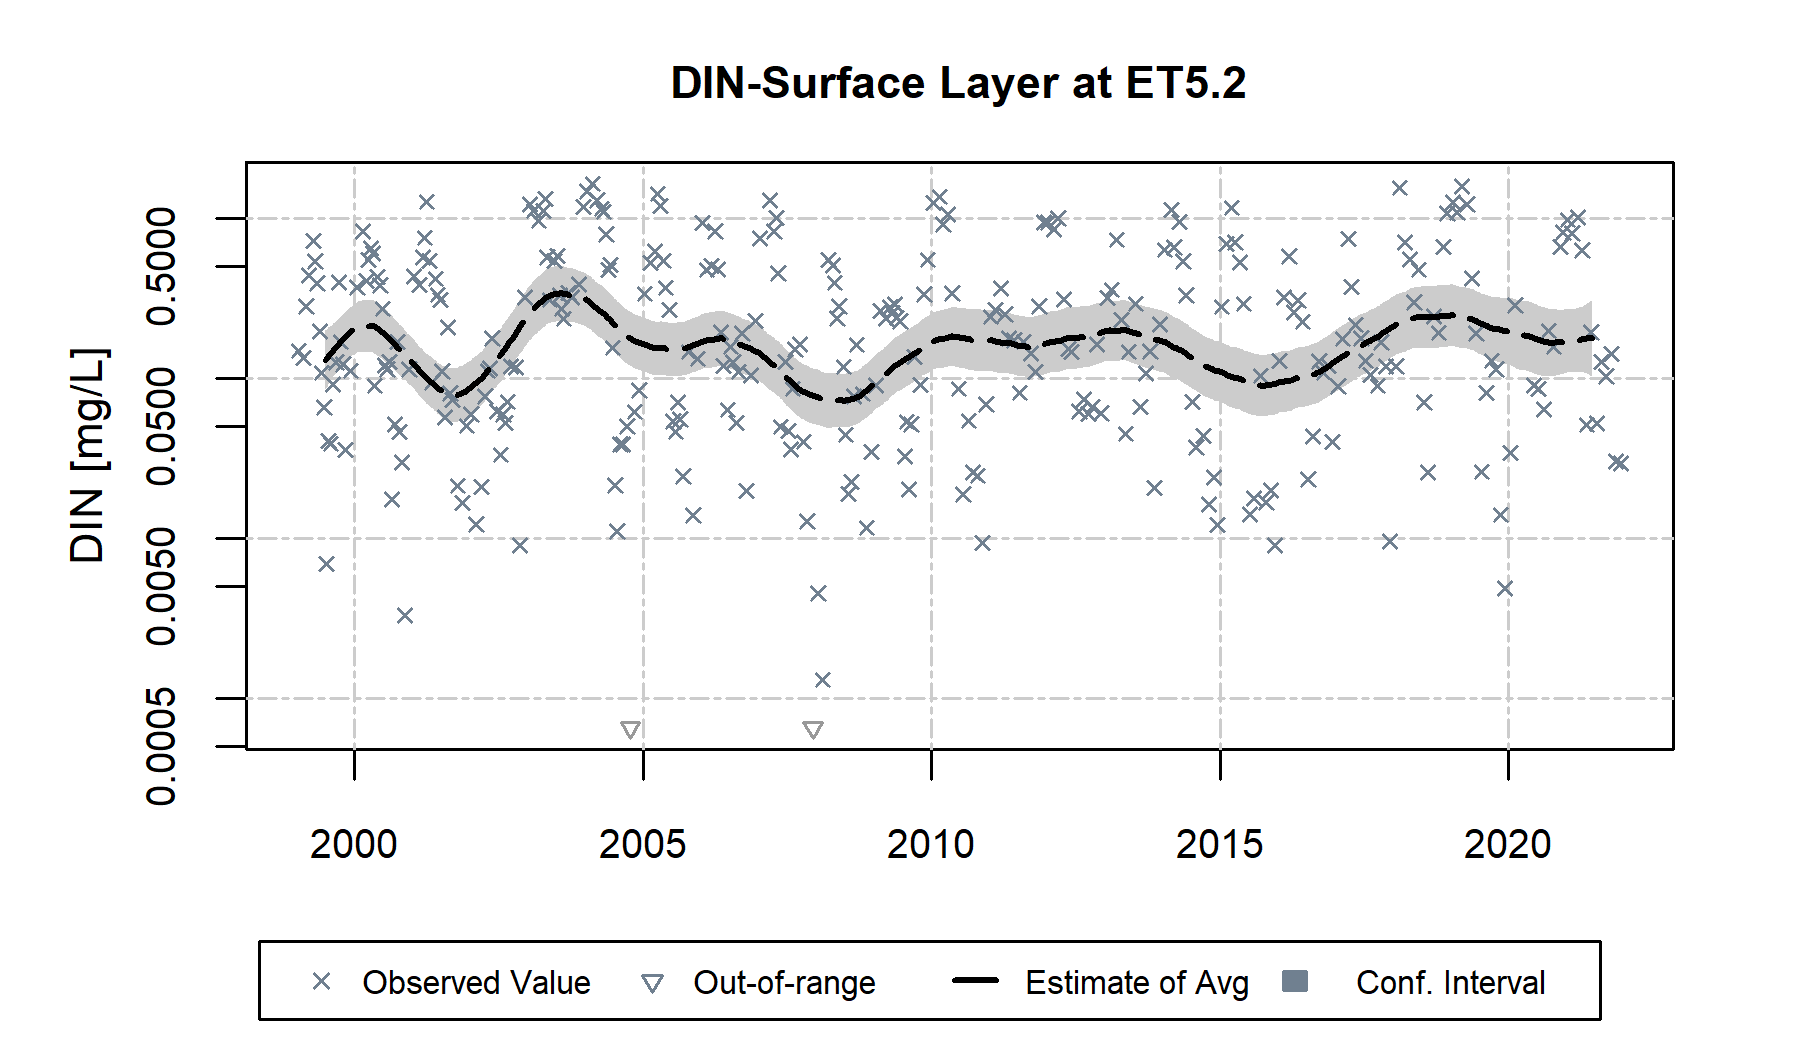 DIN-Surface Layer at ET5.2
DIN [mg/L]
0.5000
0.0500
0.0050
0.0005
2000 2005 2010 2015 2020
Observed Value Out-of-range Estimate of Avg Conf. Interval